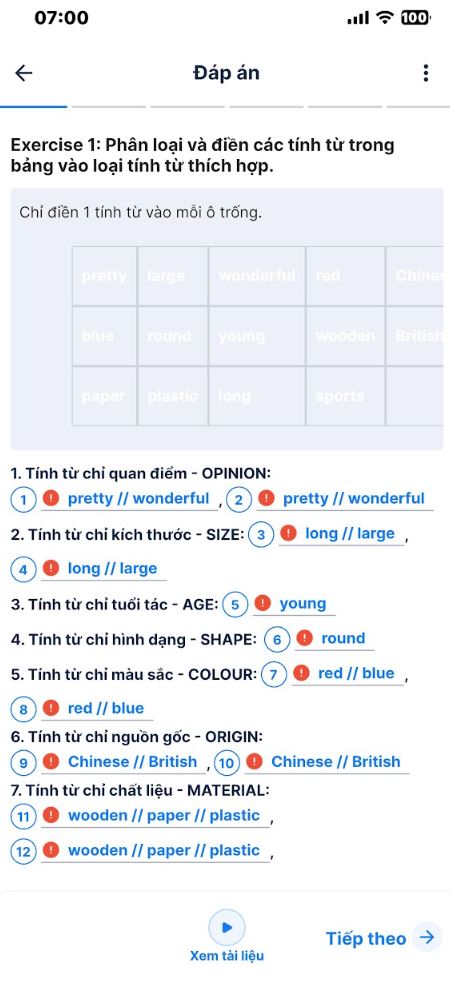 07:00
100
Đáp án
Exercise 1: Phân loại và điền các tính từ trong
bảng vào loại tính từ thích hợp.
Chỉ điền 1 tính từ vào mỗi ô trống.
pretty large wonderful red Chines
blue round young wooden British
paper plastic long sports
1. Tính từ chỉ quan điểm - OPINION:
1 ! pretty // wonderful , 2 ! pretty // wonderful
2. Tính từ chỉ kích thước - SIZE: 3 ! long // large ,
4 ! long // large
3. Tính từ chỉ tuổi tác - AGE: 5 ! young
4. Tính từ chỉ hình dạng - SHAPE: 6 ! round
5. Tính từ chỉ màu sắc - COLOUR: 7 ! red // blue ,
8 ! red // blue
6. Tính từ chỉ nguồn gốc - ORIGIN:
9 ! Chinese // British , 10 ! Chinese // British
7. Tính từ chỉ chất liệu - MATERIAL:
11 ! wooden // paper // plastic ,
12 ! wooden // paper // plastic ,
Xem tài liệu
Tiếp theo